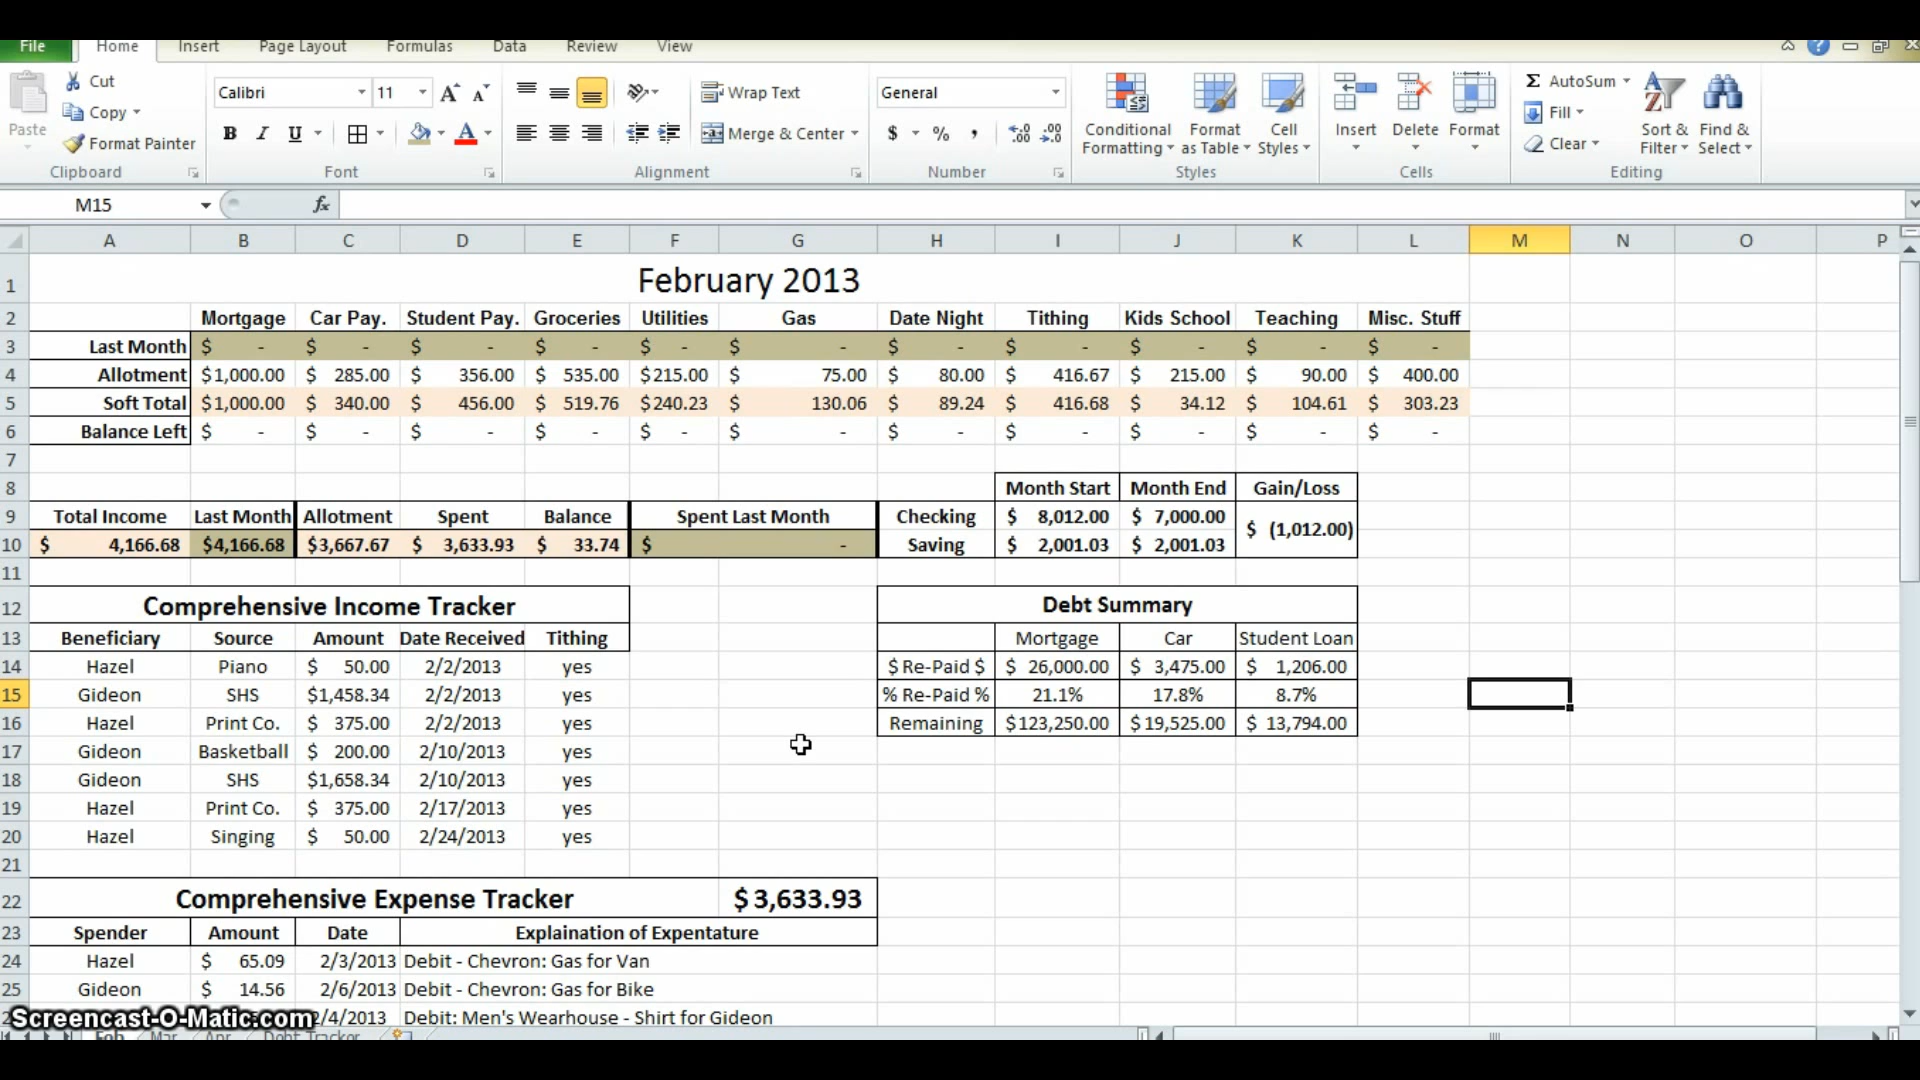 File Home Insert Page Layout Formulas Data Review View
Cut
Copy
Paste
Format Painter
Clipboard
Calibri 11
B I U
Font
Wrap Text
Merge & Center
Alignment
General
$ % ,
Number
Conditional Formatting
Format as Table
Cell Styles
Styles
Insert Delete Format
Cells
Σ AutoSum
Fill
Clear
Sort & Filter
Find & Select
Editing
M15 fx
A B C D E F G H I J K L M N O P
1 February 2013
2 Mortgage Car Pay. Student Pay. Groceries Utilities Gas Date Night Tithing Kids School Teaching Misc. Stuff
3 Last Month $ - $ - $ - $ - $ - $ - $ - $ - $ - $ - $ -
4 Allotment $1,000.00 $ 285.00 $ 356.00 $ 535.00 $215.00 $ 75.00 $ 80.00 $ 416.67 $ 215.00 $ 90.00 $ 400.00
5 Soft Total $1,000.00 $ 340.00 $ 456.00 $ 519.76 $240.23 $ 130.06 $ 89.24 $ 416.68 $ 34.12 $ 104.61 $ 303.23
6 Balance Left $ - $ - $ - $ - $ - $ - $ - $ - $ - $ - $ -
7
8 Month Start Month End Gain/Loss
9 Total Income Last Month Allotment Spent Balance Spent Last Month Checking $ 8,012.00 $ 7,000.00 $ (1,012.00)
10 $ 4,166.68 $4,166.68 $3,667.67 $ 3,633.93 $ 33.74 $ - Saving $ 2,001.03 $ 2,001.03
11
12 Comprehensive Income Tracker Debt Summary
13 Beneficiary Source Amount Date Received Tithing Mortgage Car Student Loan
14 Hazel Piano $ 50.00 2/2/2013 yes $ Re-Paid $ $ 26,000.00 $ 3,475.00 $ 1,206.00
15 Gideon SHS $1,458.34 2/2/2013 yes % Re-Paid % 21.1% 17.8% 8.7%
16 Hazel Print Co. $ 375.00 2/2/2013 yes Remaining $123,250.00 $19,525.00 $ 13,794.00
17 Gideon Basketball $ 200.00 2/10/2013 yes
18 Gideon SHS $1,658.34 2/10/2013 yes
19 Hazel Print Co. $ 375.00 2/17/2013 yes
20 Hazel Singing $ 50.00 2/24/2013 yes
21
22 Comprehensive Expense Tracker $3,633.93
23 Spender Amount Date Explaination of Expentature
24 Hazel $ 65.09 2/3/2013 Debit - Chevron: Gas for Van
25 Gideon $ 14.56 2/6/2013 Debit - Chevron: Gas for Bike
Screencast-O-Matic.com 2/4/2013 Debit: Men's Wearhouse - Shirt for Gideon
Feb Mar Apr Debt Tracker